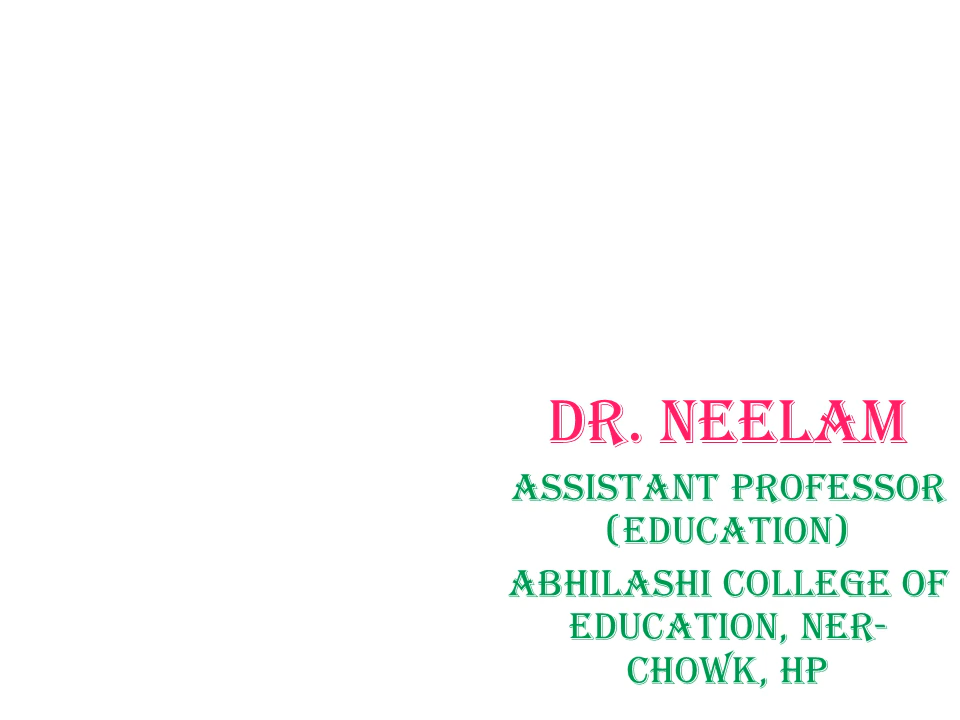 DR. NEELAM
ASSISTANT PROFESSOR
(EDUCATION)
ABHILASHI COLLEGE OF
EDUCATION, NER-
CHOWK, HP